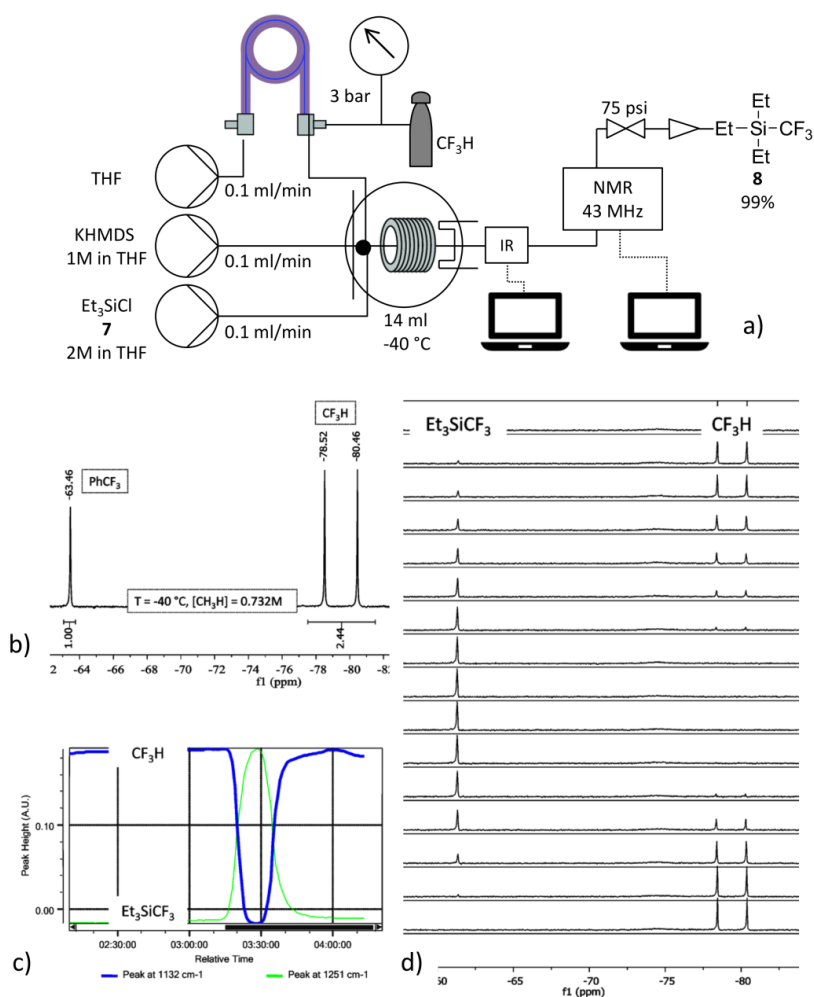 3 bar
CF₃H
75 psi
Et
Et
Si
CF₃
Et
8
99%
NMR
43 MHz
THF
0.1 ml/min
KHMDS
1M in THF
0.1 ml/min
IR
Et₃SiCl
7
2M in THF
0.1 ml/min
14 ml
-40 °C
a)
CF₃H
-63.46
-78.52
-80.46
PhCF₃
T = -40 °C, [CH₃H] = 0.732M
1.00
2.44
b)
2 -64 -66 -68 -70 -72 -74 -76 -78 -80 -82
f1 (ppm)
CF₃H
Peak Height (A.U.)
0.10
0.00
Et₃SiCF₃
02:30:00 03:00:00 03:30:00 04:00:00
Relative Time
c)
Peak at 1132 cm-1 Peak at 1251 cm-1
Et₃SiCF₃ CF₃H
d)
-65 -70 -75 -80
f1 (ppm)